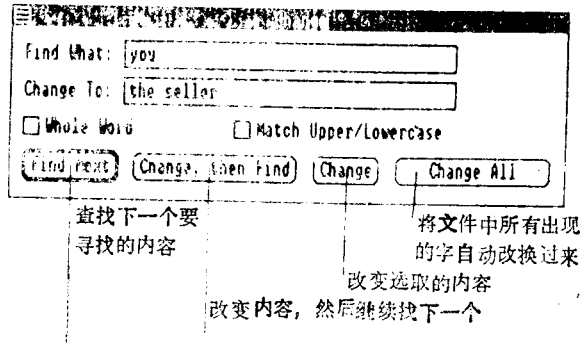 Find What: you
Change To: the seller
Whole Word Match Upper/Lowercase
Find Next Change, then Find Change Change All
查找下一个要
寻找的内容
将文件中所有出现
的字自动改换过来
改变选取的内容
改变内容，然后继续找下一个